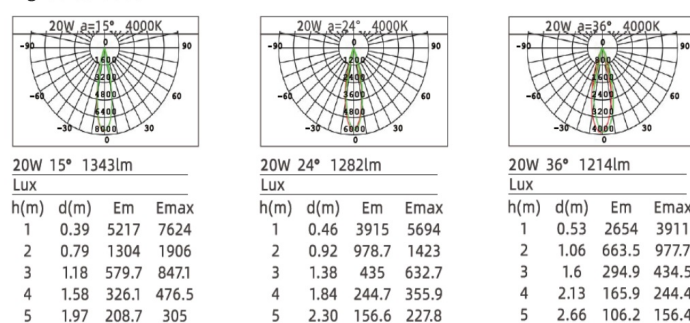 20W a=15° 4000K
-90 0 90
1600
3200
-60 4800 60
6400
-30 8000 30
0
20W 15° 1343lm
Lux
h(m) d(m) Em Emax
1 0.39 5217 7624
2 0.79 1304 1906
3 1.18 579.7 847.1
4 1.58 326.1 476.5
5 1.97 208.7 305
20W a=24° 4000K
-90 0 90
1200
2400
-60 3600 60
4800
-30 6000 30
0
20W 24° 1282lm
Lux
h(m) d(m) Em Emax
1 0.46 3915 5694
2 0.92 978.7 1423
3 1.38 435 632.7
4 1.84 244.7 355.9
5 2.30 156.6 227.8
20W a=36° 4000K
-90 0 90
800
1600
-60 2400 60
3200
-30 4000 30
0
20W 36° 1214lm
Lux
h(m) d(m) Em Emax
1 0.53 2654 3911
2 1.06 663.5 977.7
3 1.6 294.9 434.5
4 2.13 165.9 244.4
5 2.66 106.2 156.4